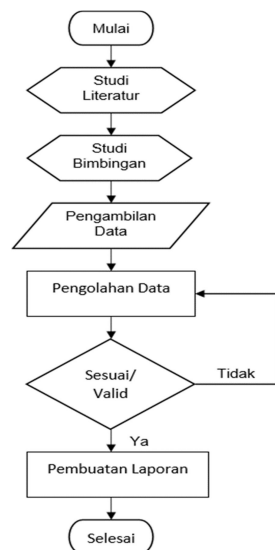 Mulai
Studi
Literatur
Studi
Bimbingan
Pengambilan
Data
Pengolahan Data
Sesuai/
Valid
Tidak
Ya
Pembuatan Laporan
Selesai